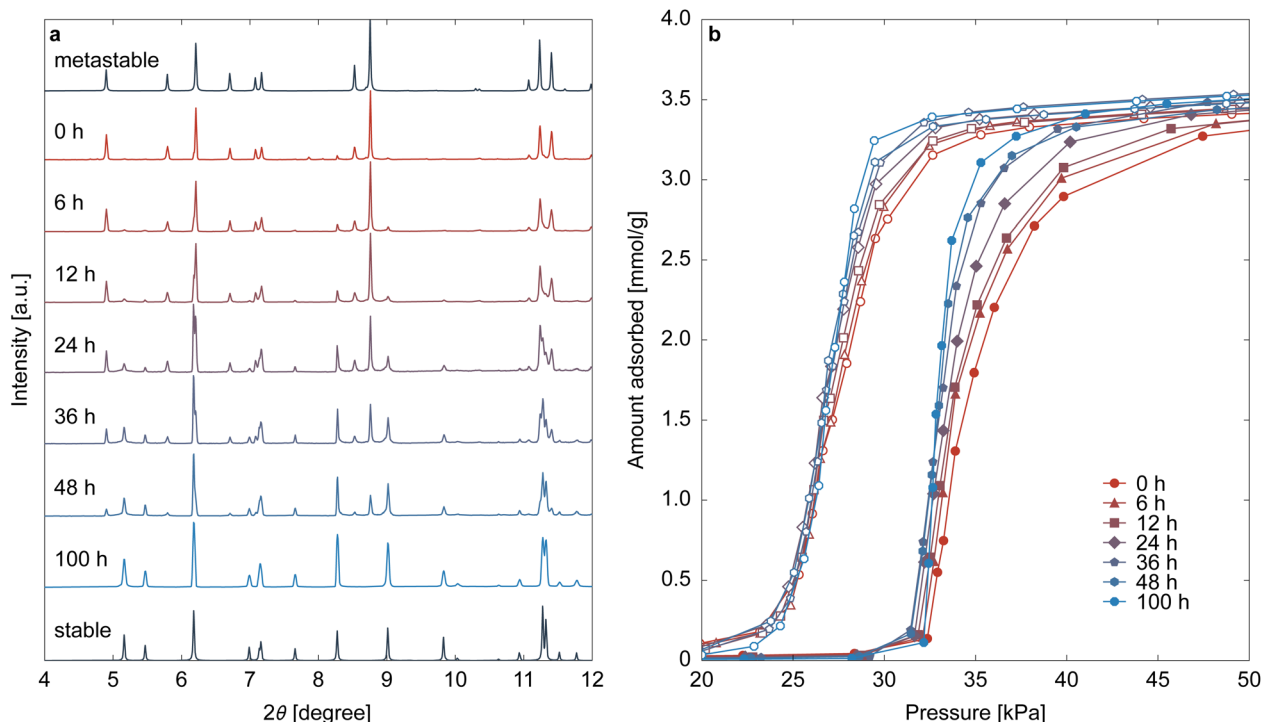 a
metastable
0 h
6 h
12 h
24 h
36 h
48 h
100 h
stable
Intensity [a.u.]
4 5 6 7 8 9 10 11 12
2θ [degree]
b
4.0
3.5
3.0
2.5
2.0
1.5
1.0
0.5
0
Amount adsorbed [mmol/g]
0 h
6 h
12 h
24 h
36 h
48 h
100 h
20 25 30 35 40 45 50
Pressure [kPa]